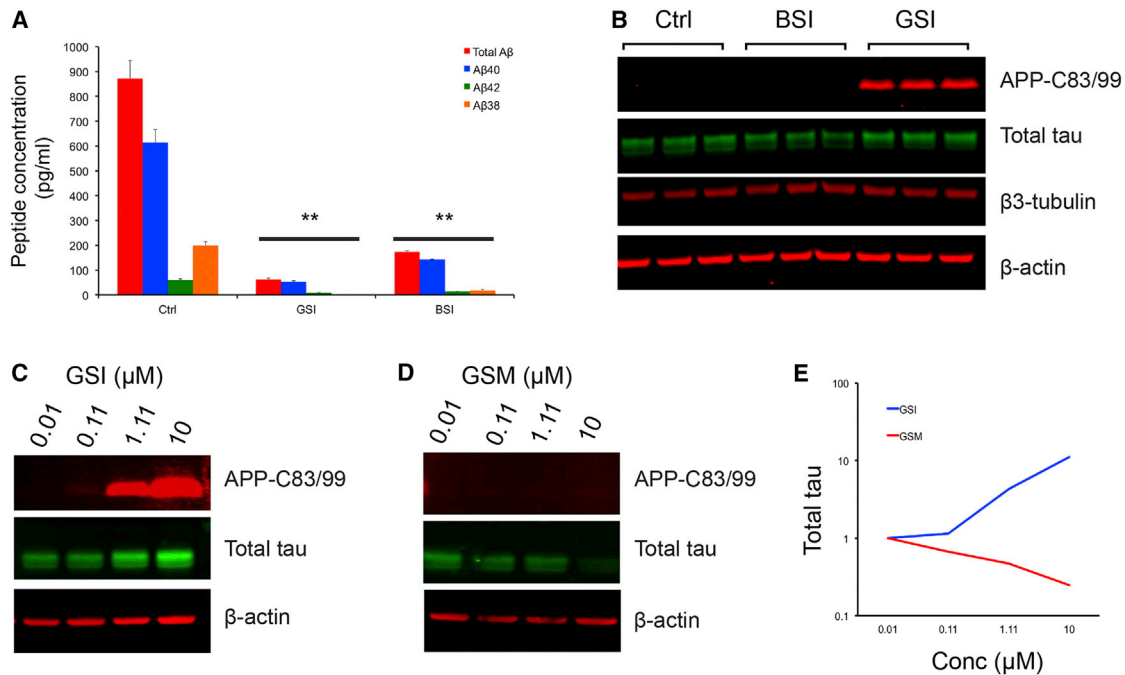 A
Peptide concentration
(pg/ml)
1000
900
800
700
600
500
400
300
200
100
0
Total Aβ
Aβ40
Aβ42
Aβ38
**
**
Ctrl
GSI
BSI
B
Ctrl
BSI
GSI
APP-C83/99
Total tau
β3-tubulin
β-actin
C
GSI (µM)
0.01
0.11
1.11
10
APP-C83/99
Total tau
β-actin
D
GSM (µM)
0.01
0.11
1.11
10
APP-C83/99
Total tau
β-actin
E
Total tau
100
10
1
0.1
GSI
GSM
0.01
0.11
1.11
10
Conc (µM)